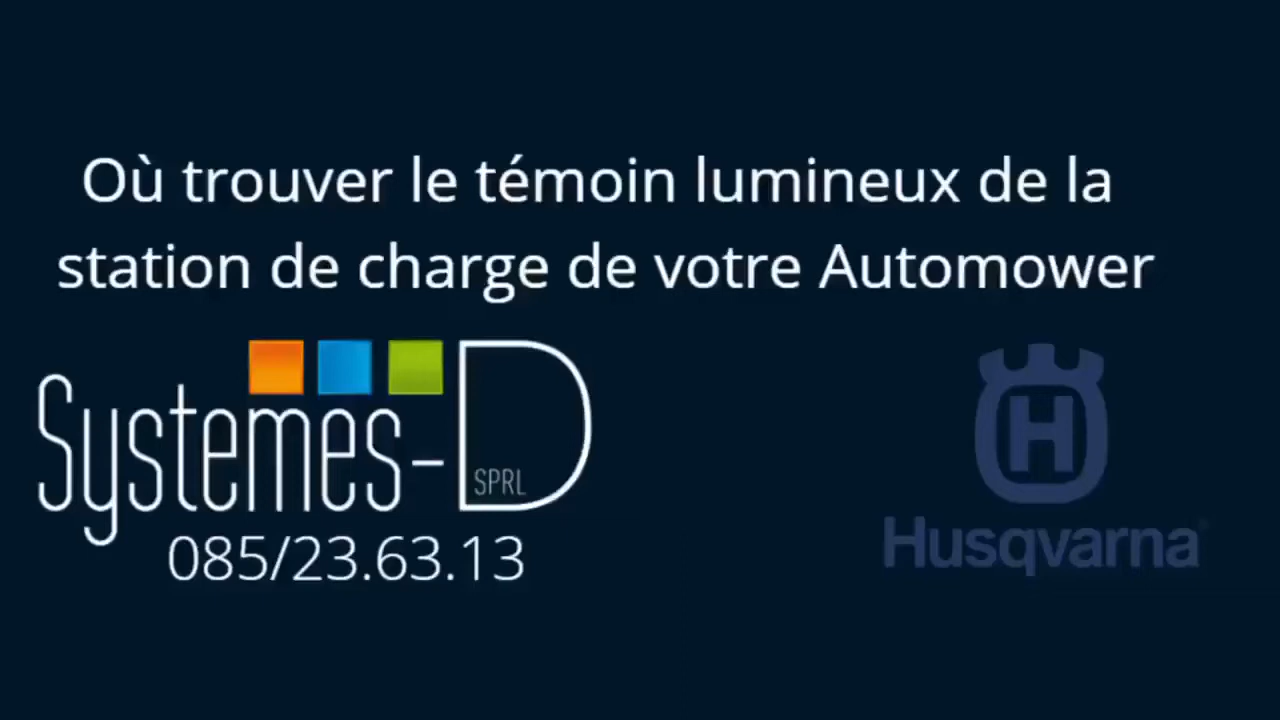 Où trouver le témoin lumineux de la
station de charge de votre Automower
Systemes-D
SPRL
085/23.63.13
H
Husqvarna